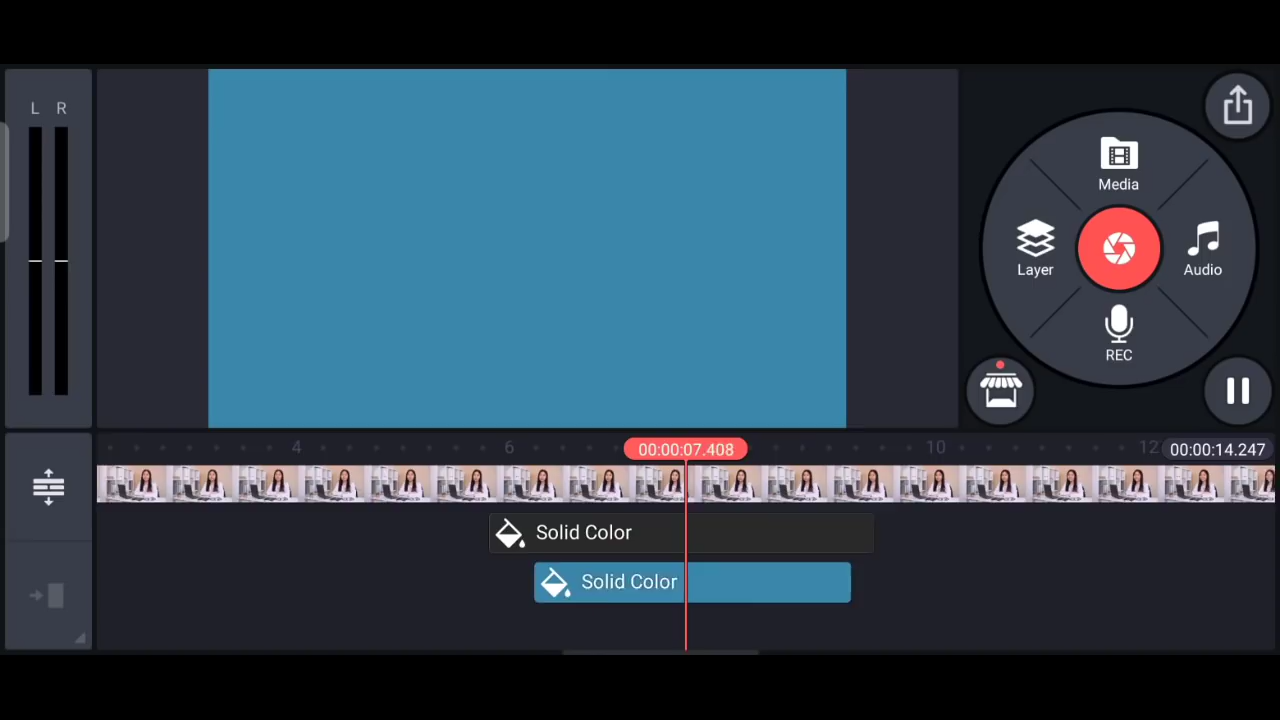 L R
Media
Layer
Audio
REC
4 6 00:00:07.408 10 12 00:00:14.247
Solid Color
Solid Color